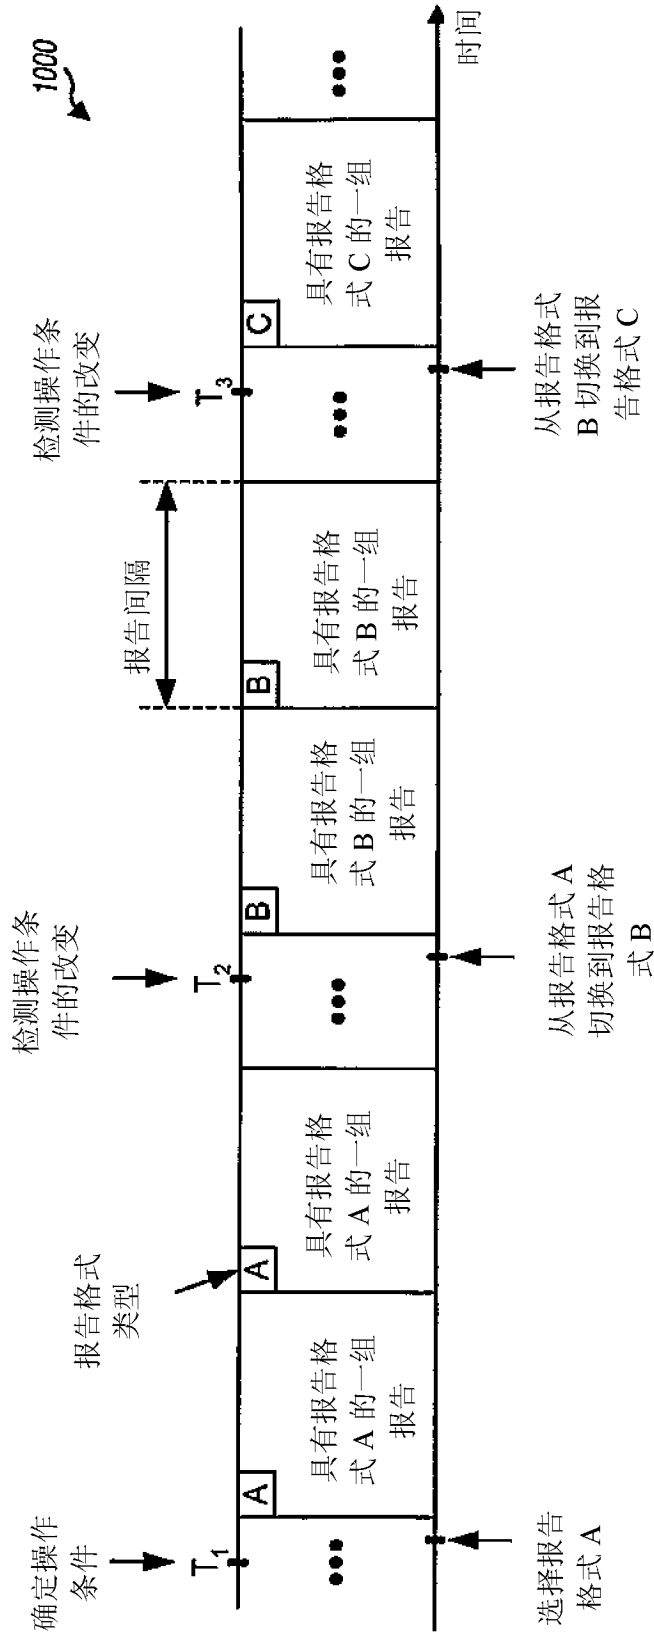 1000
确定操作
条件
检测操作条
件的改变
检测操作条
件的改变
报告格式
类型
报告间隔
T1
T2
T3
A
A
B
B
C
•••
具有报告格
式 A 的一组
报告
具有报告格
式 A 的一组
报告
•••
具有报告格
式 B 的一组
报告
具有报告格
式 B 的一组
报告
•••
具有报告格
式 C 的一组
报告
•••
时间
选择报告
格式 A
从报告格式 A
切换到报告格
式 B
从报告格式
B 切换到报
告格式 C